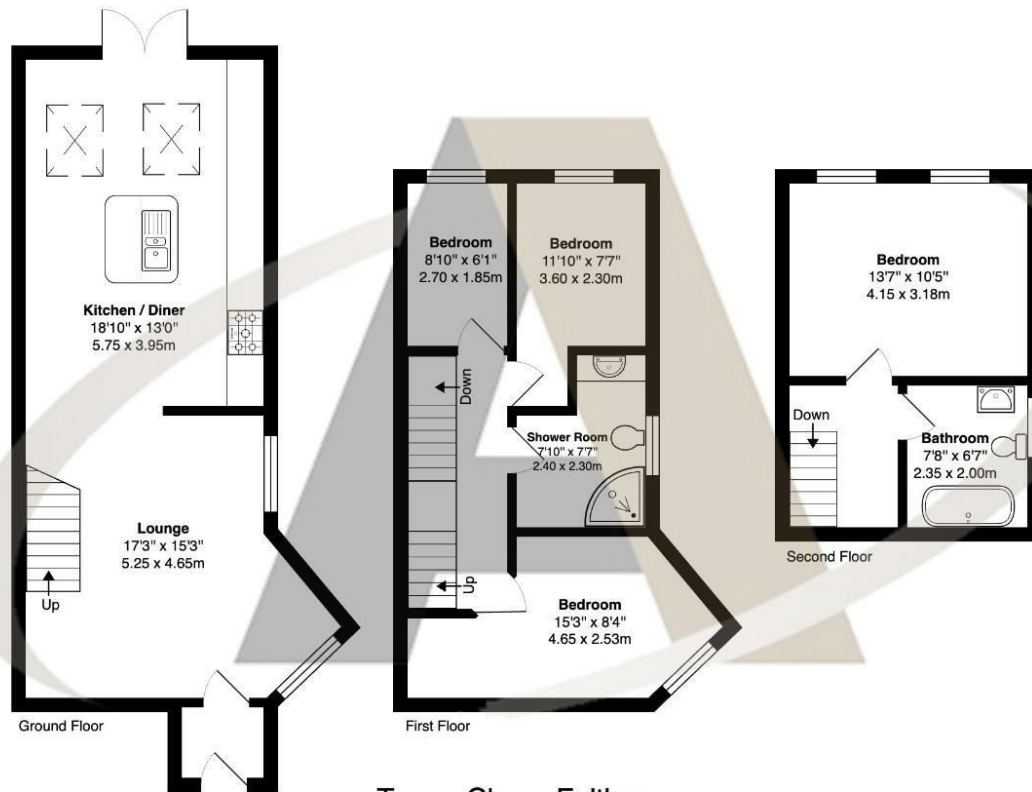 Kitchen / Diner
18'10" x 13'0"
5.75 x 3.95m
Lounge
17'3" x 15'3"
5.25 x 4.65m
Up
Ground Floor
Bedroom
8'10" x 6'1"
2.70 x 1.85m
Bedroom
11'10" x 7'7"
3.60 x 2.30m
Down
Shower Room
7'10" x 7'7"
2.40 x 2.30m
Up
Bedroom
15'3" x 8'4"
4.65 x 2.53m
First Floor
Bedroom
13'7" x 10'5"
4.15 x 3.18m
Down
Bathroom
7'8" x 6'7"
2.35 x 2.00m
Second Floor